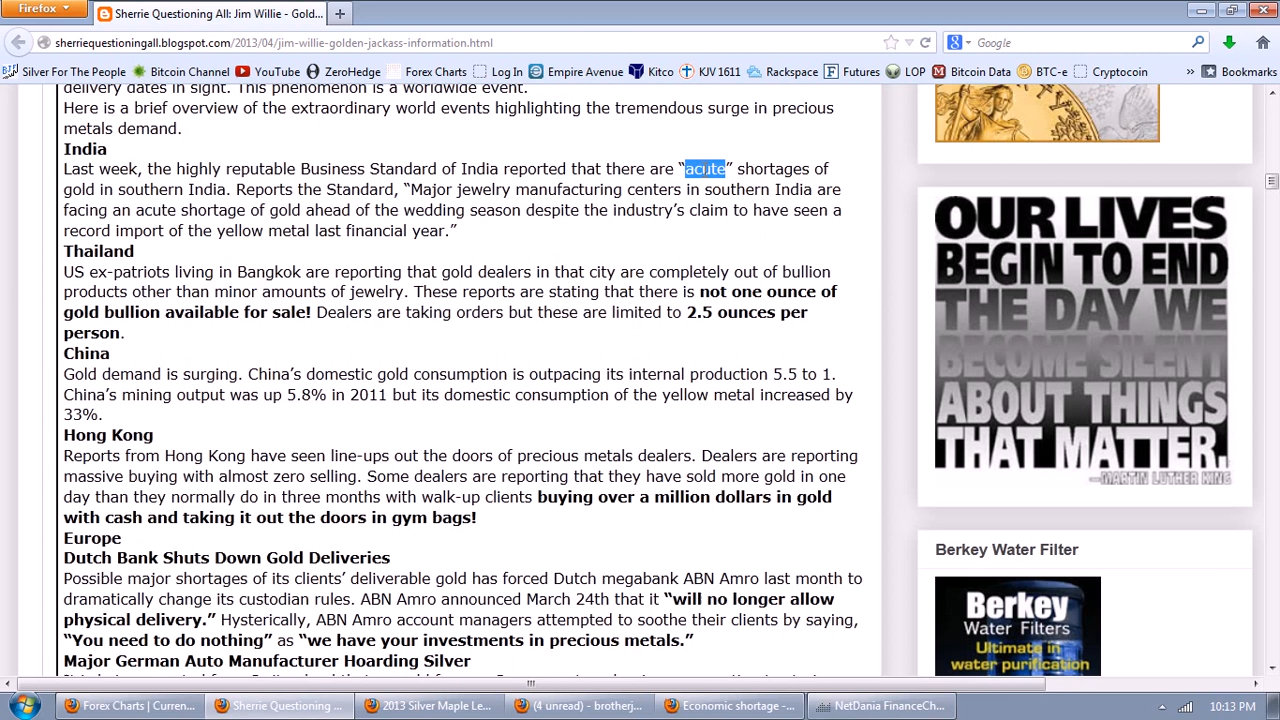 Firefox
Sherrie Questioning All: Jim Willie - Gold...
sherriequestioningall.blogspot.com/2013/04/jim-willie-golden-jackass-information.html
Google
Silver For The People
Bitcoin Channel
YouTube
ZeroHedge
Forex Charts
Log In
Empire Avenue
Kitco
KJV 1611
Rackspace
Futures
LOP
Bitcoin Data
BTC-e
Cryptocoin
»
Bookmarks
delivery dates in sight. This phenomenon is a worldwide event.
Here is a brief overview of the extraordinary world events highlighting the tremendous surge in precious
metals demand.
India
Last week, the highly reputable Business Standard of India reported that there are “acute” shortages of
gold in southern India. Reports the Standard, “Major jewelry manufacturing centers in southern India are
facing an acute shortage of gold ahead of the wedding season despite the industry’s claim to have seen a
record import of the yellow metal last financial year.”
Thailand
US ex-patriots living in Bangkok are reporting that gold dealers in that city are completely out of bullion
products other than minor amounts of jewelry. These reports are stating that there is not one ounce of
gold bullion available for sale! Dealers are taking orders but these are limited to 2.5 ounces per
person.
China
Gold demand is surging. China’s domestic gold consumption is outpacing its internal production 5.5 to 1.
China’s mining output was up 5.8% in 2011 but its domestic consumption of the yellow metal increased by
33%.
Hong Kong
Reports from Hong Kong have seen line-ups out the doors of precious metals dealers. Dealers are reporting
massive buying with almost zero selling. Some dealers are reporting that they have sold more gold in one
day than they normally do in three months with walk-up clients buying over a million dollars in gold
with cash and taking it out the doors in gym bags!
Europe
Dutch Bank Shuts Down Gold Deliveries
Possible major shortages of its clients’ deliverable gold has forced Dutch megabank ABN Amro last month to
dramatically change its custodian rules. ABN Amro announced March 24th that it “will no longer allow
physical delivery.” Hysterically, ABN Amro account managers attempted to soothe their clients by saying,
“You need to do nothing” as “we have your investments in precious metals.”
Major German Auto Manufacturer Hoarding Silver
OUR LIVES
BEGIN TO END
THE DAY WE
BECOME SILENT
ABOUT THINGS
THAT MATTER.
—MARTIN LUTHER KING
Berkey Water Filter
Berkey
Water Filters
Ultimate in
water purification
Forex Charts | Curren...
Sherrie Questioning ...
2013 Silver Maple Le...
(4 unread) - brotherj...
Economic shortage -...
NetDania FinanceCh...
10:13 PM